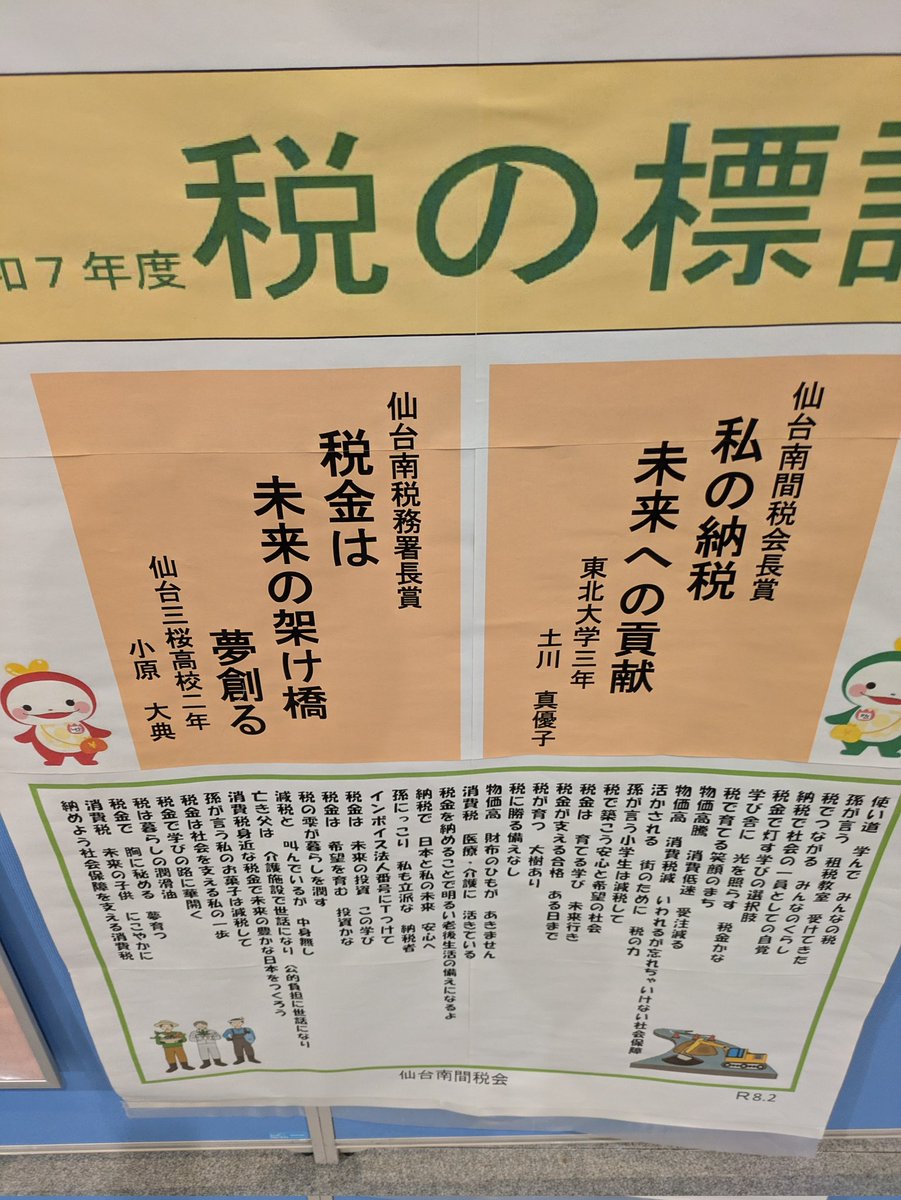 和7年度 税の標語
仙台南間税会長賞
私の納税
未来への貢献
東北大学三年
土川 真優子
仙台南税務署長賞
税金は
未来の架け橋
夢創る
仙台三桜高校二年
小原 大典
使い道 学んで みんなの税
孫が言う 租税教室 受けてきた
税でつながる みんなのくらし
納税で社会の一員としての自覚
税金で灯す学びの選択肢
学び舎に 光を照らす 税金かな
税で育てる笑顔のまち
物価高騰 消費低迷 受注減る
物価高 消費税減 いわれるが忘れちゃいけない社会保障
活かされる 街のために 税の力
孫が言う小学生は減税して
税で築こう安心と希望の社会
税金は 育てる学び 未来行き
税金が支える合格 ある日まで
税が育つ 大樹あり
税に勝る備えなし
物価高 財布のひもが あきません
消費税 医療・介護に 活きている
税金を納めることで明るい老後生活の備えになるよ
納税で 日本と私の未来 安心へ
孫にっこり 私も立派な 納税者
インボイス法人番号にTつけて
税金は 未来の投資 この学び
税金は 希望を育む 投資かな
税の雫が暮らしを潤す
減税と 叫んでいるが 中身無し
亡き父は 介護施設で世話になり 公的負担に世話になり
消費税身近な税金で未来の豊かな日本をつくろう
孫が言う私のお菓子は減税して
税金は社会を支える私の一歩
税金で学びの路に華開く
税は暮らしの潤滑油
税金で 胸に秘める 夢育つ
消費税 未来の子供 にこやかに
納めよう社会保障を支える消費税
仙台南間税会
R8.2